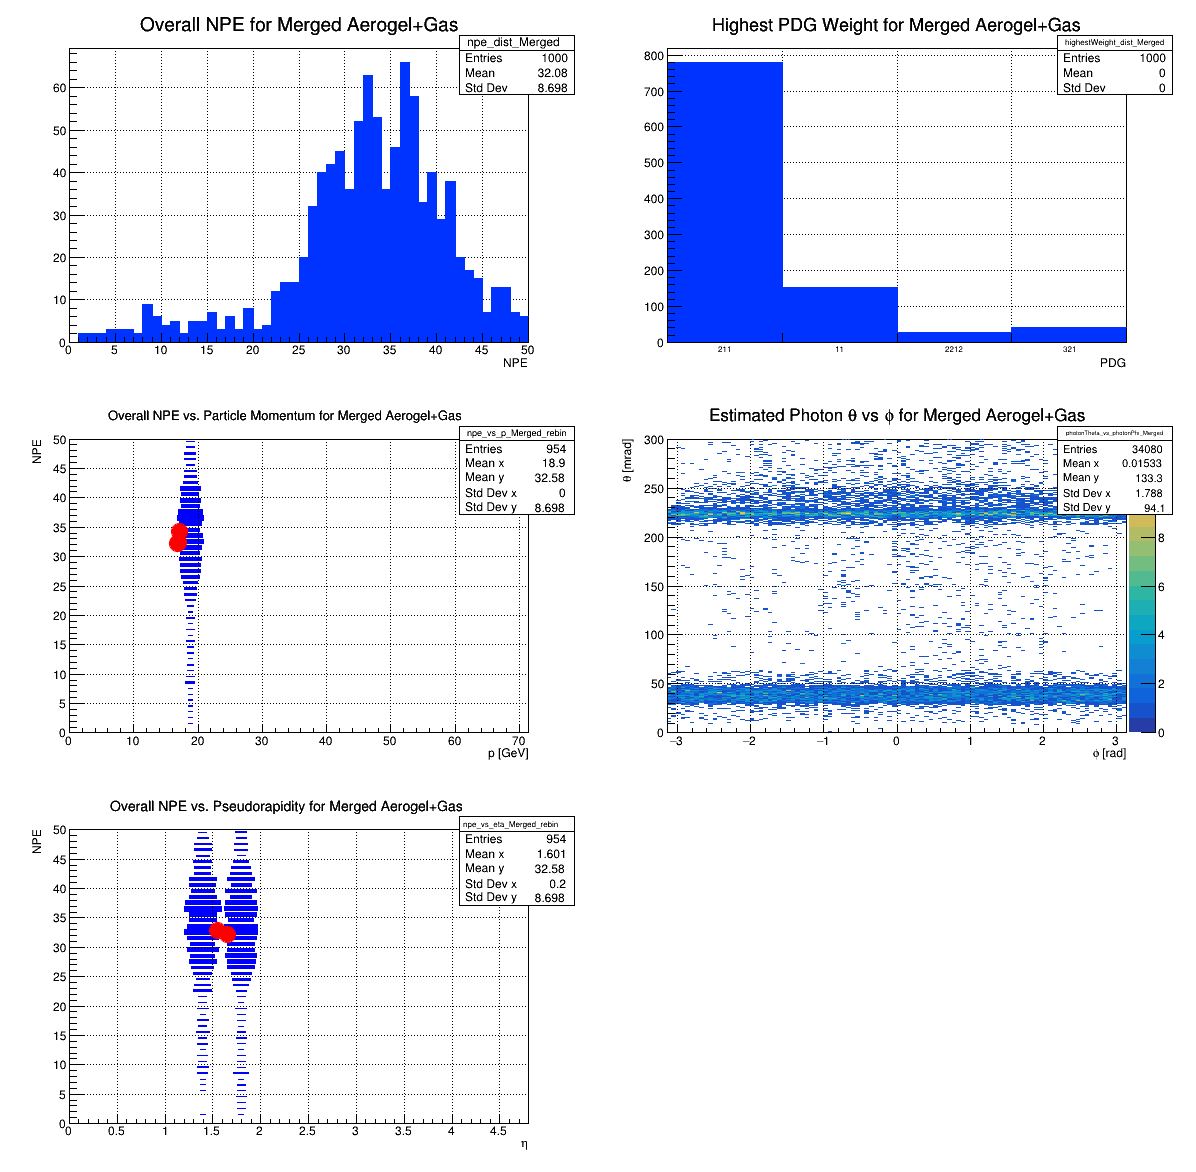 Overall NPE for Merged Aerogel+Gas
npe_dist_Merged
Entries 1000
Mean 32.08
Std Dev 8.698
60
50
40
30
20
10
0
0 5 10 15 20 25 30 35 40 45 50
NPE
Highest PDG Weight for Merged Aerogel+Gas
highestWeight_dist_Merged
Entries 1000
Mean 0
Std Dev 0
800
700
600
500
400
300
200
100
0
211 11 2212 321
PDG
Overall NPE vs. Particle Momentum for Merged Aerogel+Gas
npe_vs_p_Merged_rebin
Entries 954
Mean x 18.9
Mean y 32.58
Std Dev x 0
Std Dev y 8.698
NPE
50
45
40
35
30
25
20
15
10
5
0
0 10 20 30 40 50 60 70
p [GeV]
Estimated Photon θ vs ϕ for Merged Aerogel+Gas
photonTheta_vs_photonPhi_Merged
Entries 34080
Mean x 0.01533
Mean y 133.3
Std Dev x 1.788
Std Dev y 94.1
θ [mrad]
300
250
200
150
100
50
0
−3 −2 −1 0 1 2 3
ϕ [rad]
8
6
4
2
0
Overall NPE vs. Pseudorapidity for Merged Aerogel+Gas
npe_vs_eta_Merged_rebin
Entries 954
Mean x 1.601
Mean y 32.58
Std Dev x 0.2
Std Dev y 8.698
NPE
50
45
40
35
30
25
20
15
10
5
0
0 0.5 1 1.5 2 2.5 3 3.5 4 4.5
η